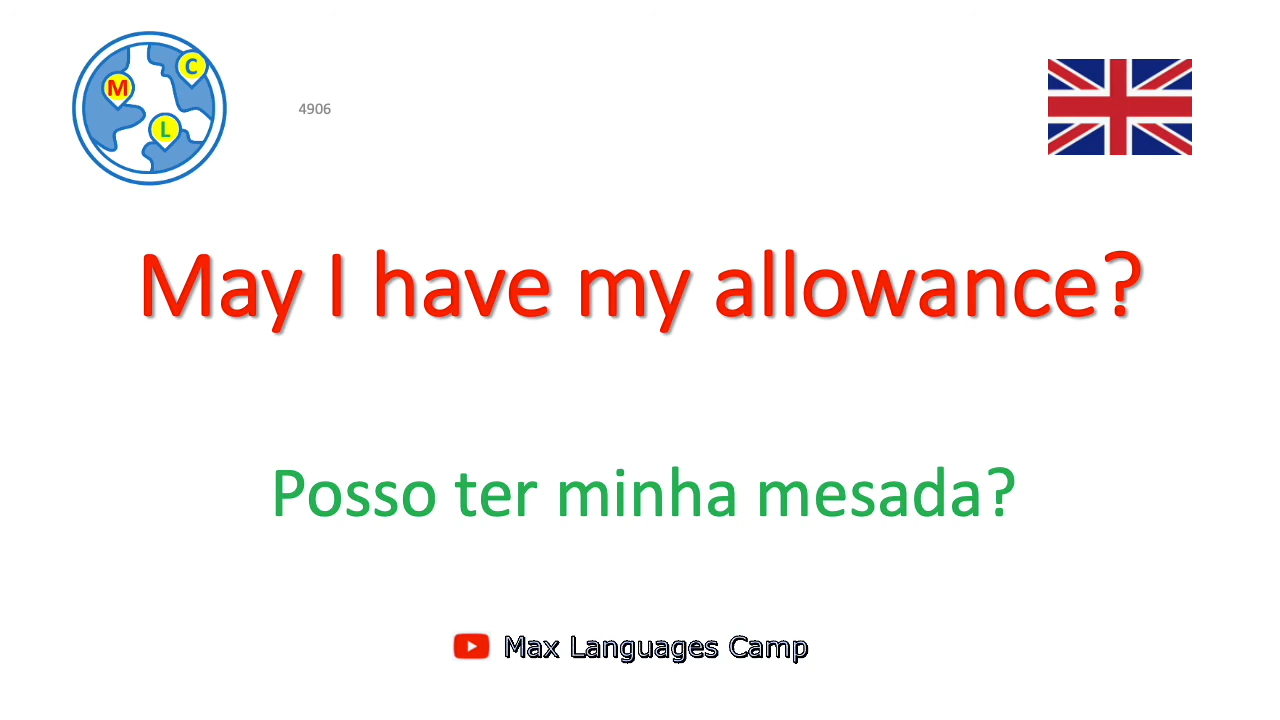 M
C
L
4906
May I have my allowance?
Posso ter minha mesada?
Max Languages Camp